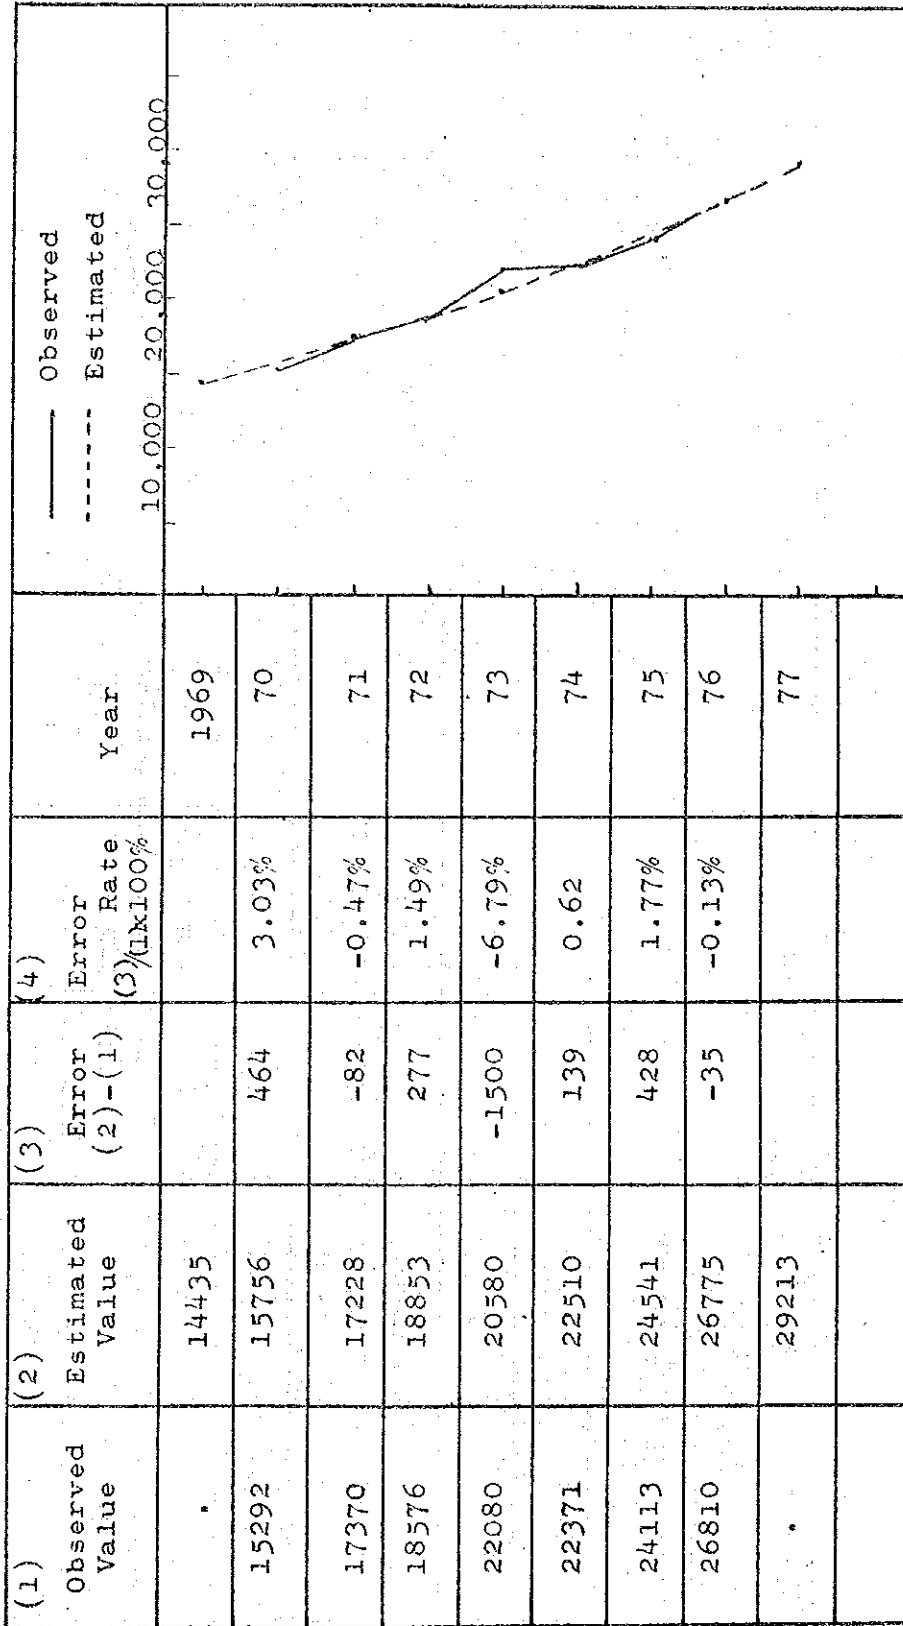 (1) (2) (3) (4)
Observed Value
Estimated Value
Error (2)-(1)
Error Rate
(3)/(1x100%
Year
Observed
Estimated
10,000 20,000 30,000
. 14435 1969
15292 15756 464 3.03% 70
17370 17228 -82 -0.47% 71
18576 18853 277 1.49% 72
22080 20580 -1500 -6.79% 73
22371 22510 139 0.62 74
24113 24541 428 1.77% 75
26810 26775 -35 -0.13% 76
. 29213 77